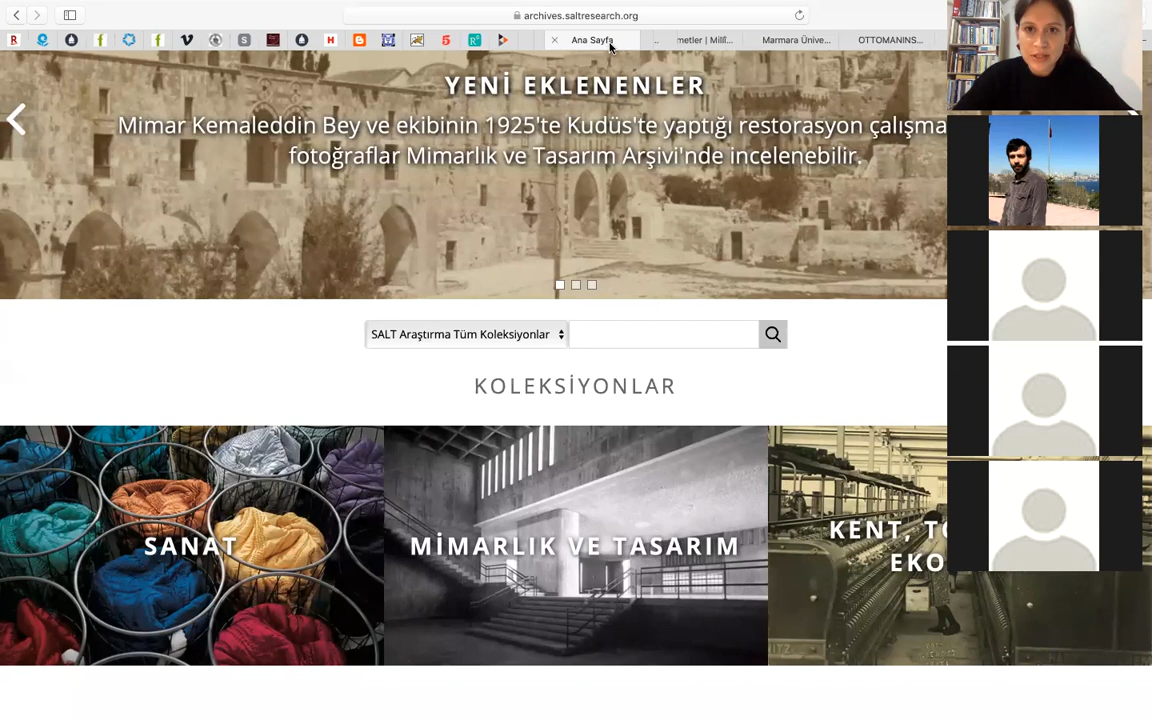 archives.saltresearch.org
Ana Sayfa
metler | Millî...
Marmara Ünive...
OTTOMANINS...
YENİ EKLENENLER
Mimar Kemaleddin Bey ve ekibinin 1925'te Kudüs'te yaptığı restorasyon çalışma
fotoğraflar Mimarlık ve Tasarım Arşivi'nde incelenebilir.
SALT Araştırma Tüm Koleksiyonlar
KOLEKSİYONLAR
SANAT
MİMARLIK VE TASARIM
KENT, TO
EKO